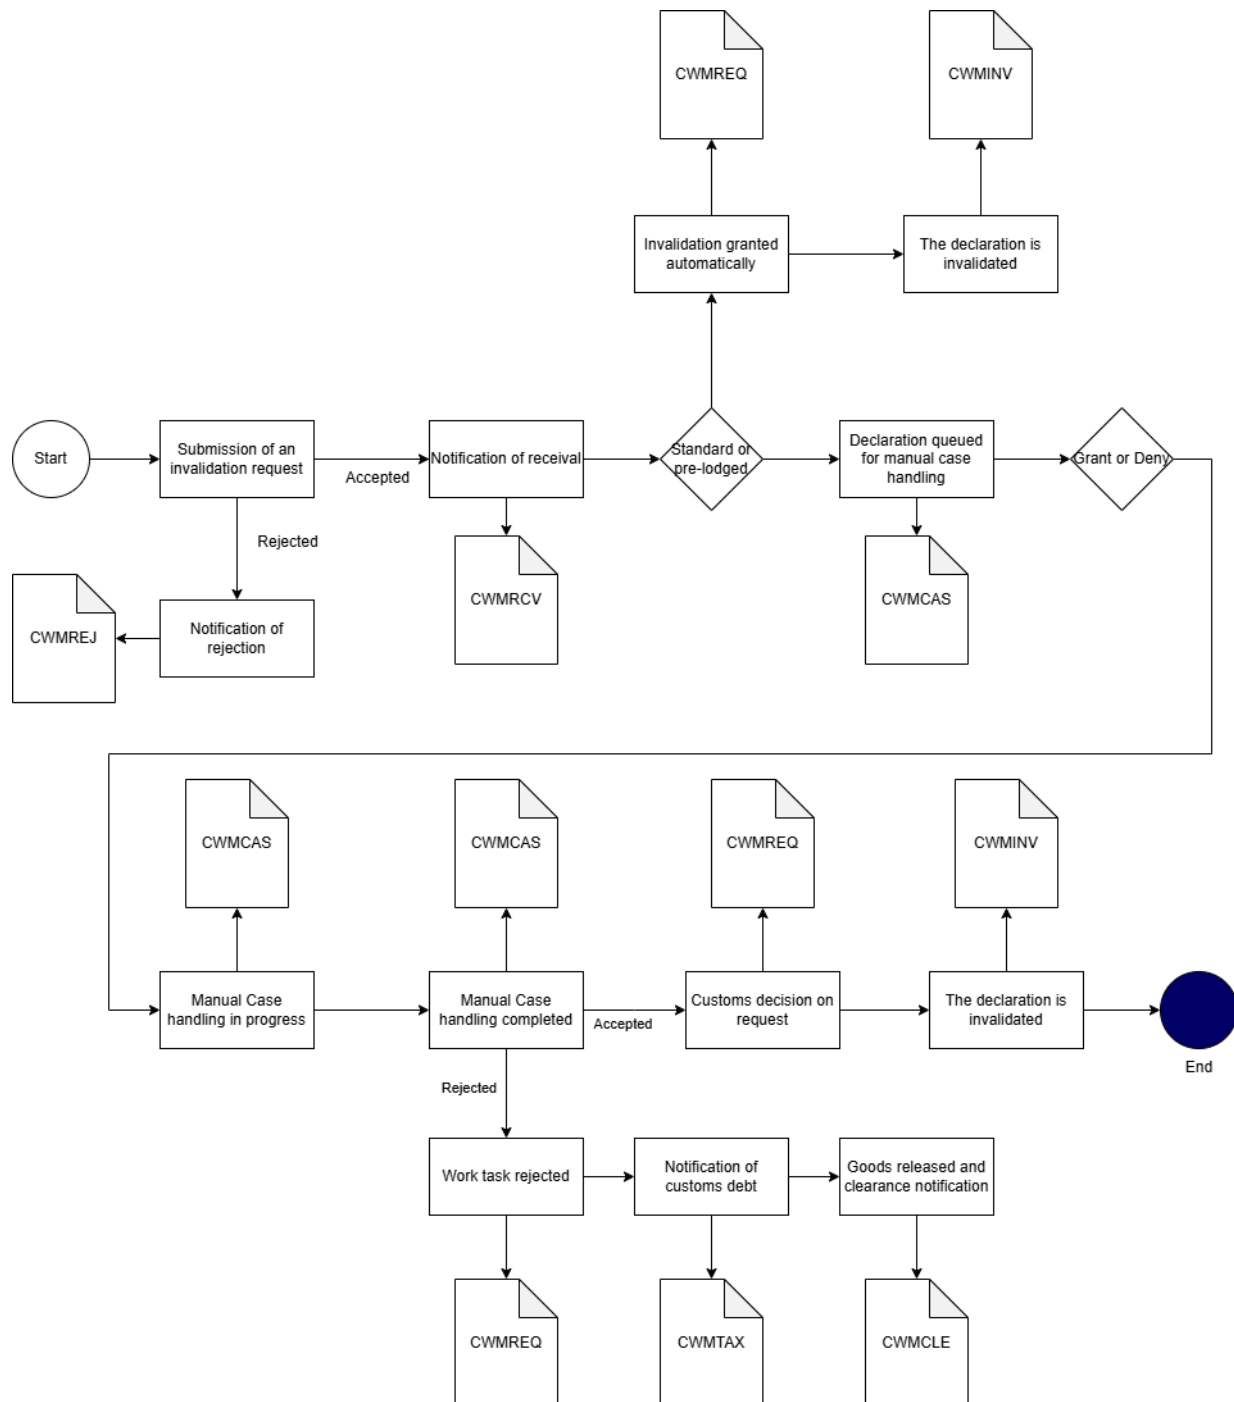 CWMREQ
CWMINV
Invalidation granted
automatically
The declaration is
invalidated
Start
Submission of an
invalidation request
Accepted
Notification of receival
Standard or
pre-lodged
Declaration queued
for manual case
handling
Grant or Deny
Rejected
CWMREJ
Notification of
rejection
CWMRCV
CWMCAS
CWMCAS
CWMCAS
CWMREQ
CWMINV
Manual Case
handling in progress
Manual Case
handling completed
Accepted
Customs decision on
request
The declaration is
invalidated
End
Rejected
Work task rejected
Notification of
customs debt
Goods released and
clearance notification
CWMREQ
CWMTAX
CWMCLE